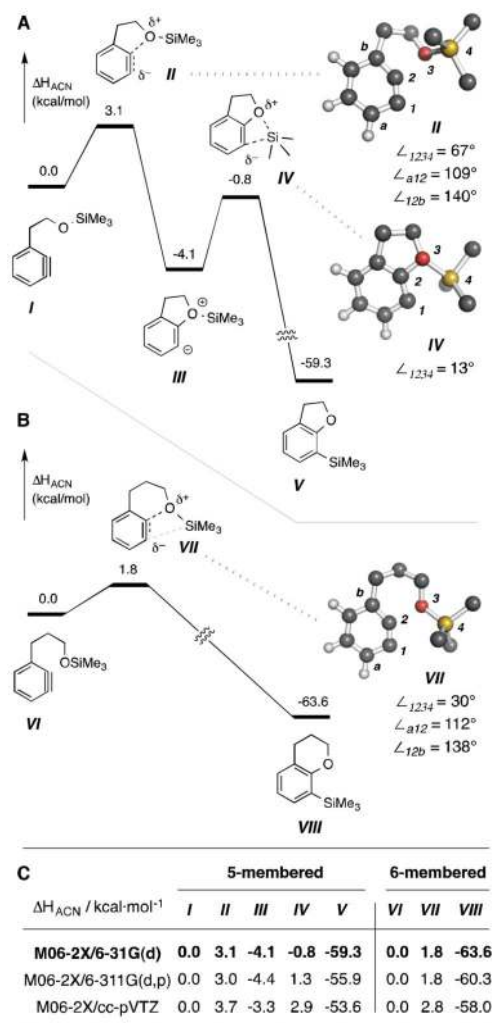 A
ΔH_ACN
(kcal/mol)
δ+
O SiMe3
δ−
II
b
2
3
4
1
a
II
∠1234 = 67°
∠a12 = 109°
∠12b = 140°
3.1
0.0
O SiMe3
I
O δ+
Si
δ−
IV
-0.8
3
2
4
1
IV
∠1234 = 13°
-4.1
⊕
O SiMe3
⊖
III
-59.3
O
SiMe3
V
B
ΔH_ACN
(kcal/mol)
δ+
O
SiMe3
δ−
VII
1.8
0.0
OSiMe3
VI
b
3
2
4
1
a
VII
∠1234 = 30°
∠a12 = 112°
∠12b = 138°
-63.6
O
SiMe3
VIII
C 5-membered 6-membered
ΔH_ACN / kcal·mol⁻¹ I II III IV V VI VII VIII
M06-2X/6-31G(d) 0.0 3.1 -4.1 -0.8 -59.3 0.0 1.8 -63.6
M06-2X/6-311G(d,p) 0.0 3.0 -4.4 1.3 -55.9 0.0 1.8 -60.3
M06-2X/cc-pVTZ 0.0 3.7 -3.3 2.9 -53.6 0.0 2.8 -58.0